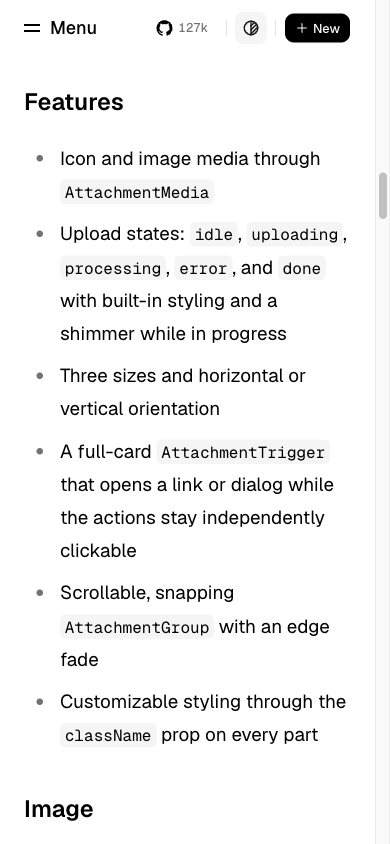 Menu 127k + New
Features
Icon and image media through
AttachmentMedia
Upload states: idle, uploading,
processing, error, and done
with built-in styling and a
shimmer while in progress
Three sizes and horizontal or
vertical orientation
A full-card AttachmentTrigger
that opens a link or dialog while
the actions stay independently
clickable
Scrollable, snapping
AttachmentGroup with an edge
fade
Customizable styling through the
className prop on every part
Image